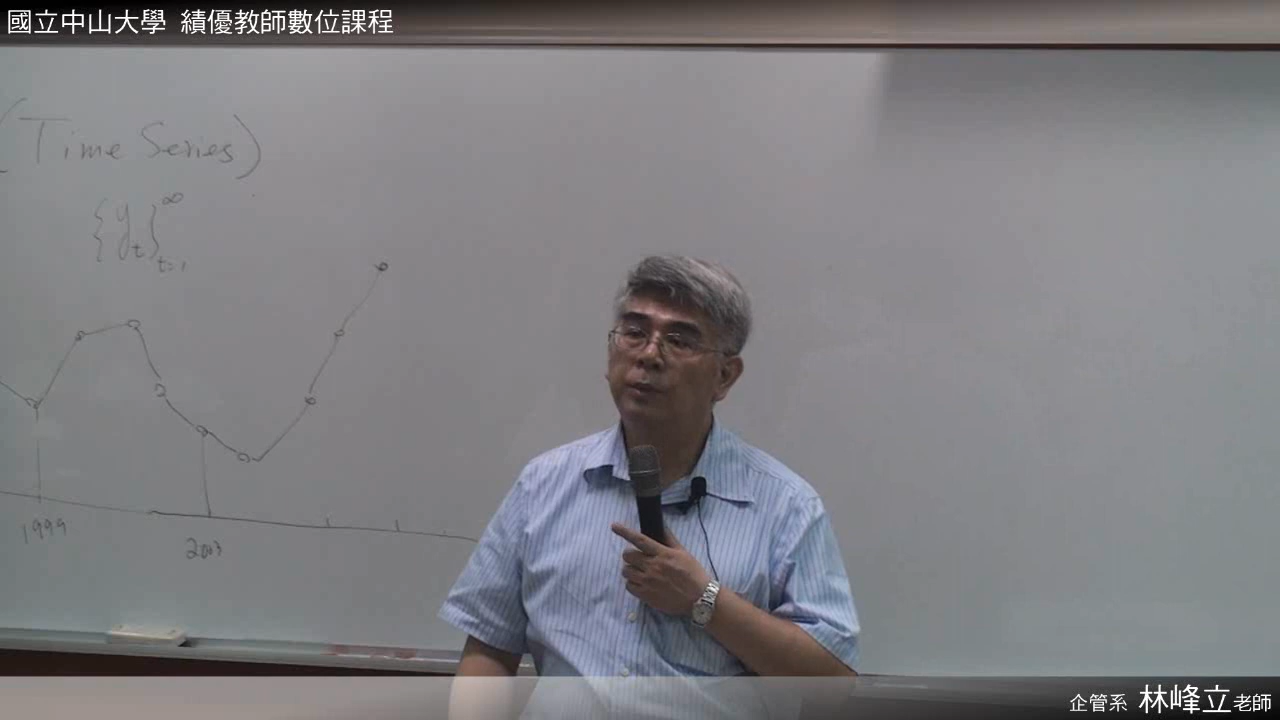 國立中山大學 績優教師數位課程
(Time Series)
{y_t}_{t=1}^∞
1999
2003
企管系 林峰立老師